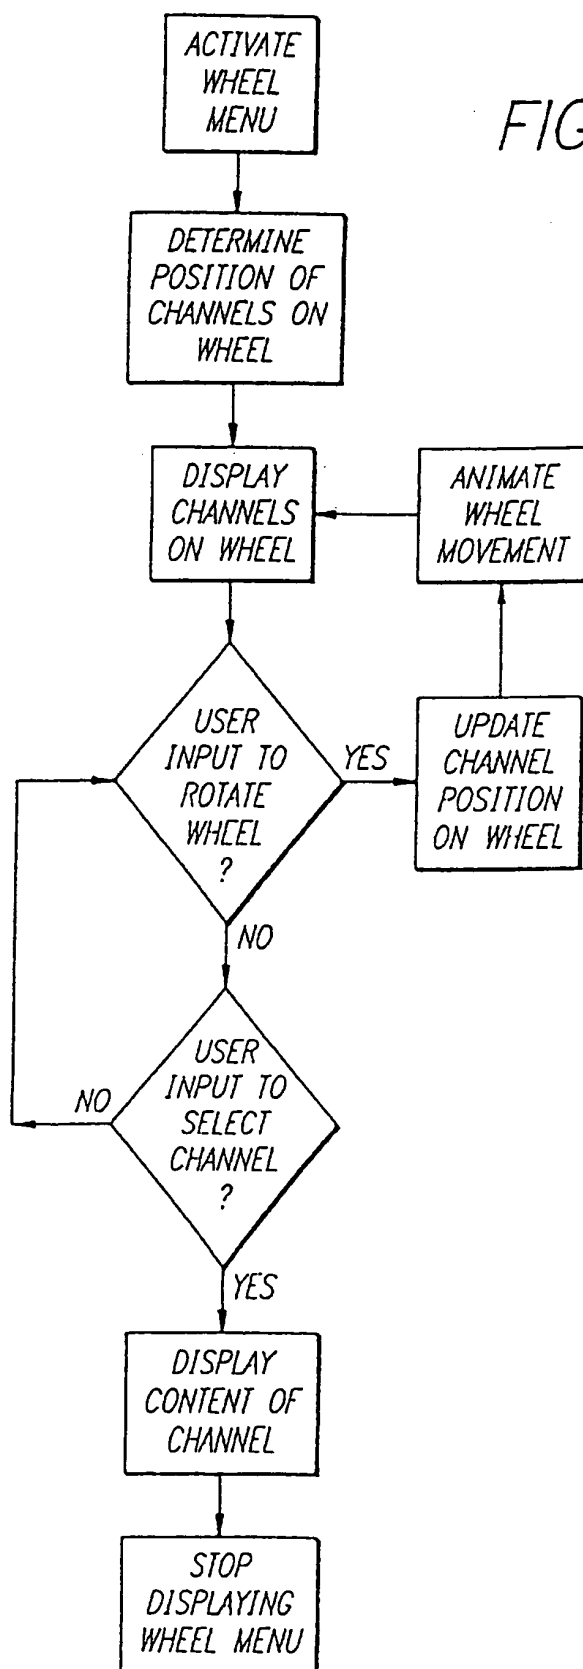 ACTIVATE
WHEEL
MENU
FIG
DETERMINE
POSITION OF
CHANNELS ON
WHEEL
DISPLAY
CHANNELS
ON WHEEL
ANIMATE
WHEEL
MOVEMENT
USER
INPUT TO
ROTATE
WHEEL
?
YES
UPDATE
CHANNEL
POSITION
ON WHEEL
NO
USER
INPUT TO
SELECT
CHANNEL
?
NO
YES
DISPLAY
CONTENT OF
CHANNEL
STOP
DISPLAYING
WHEEL MENU